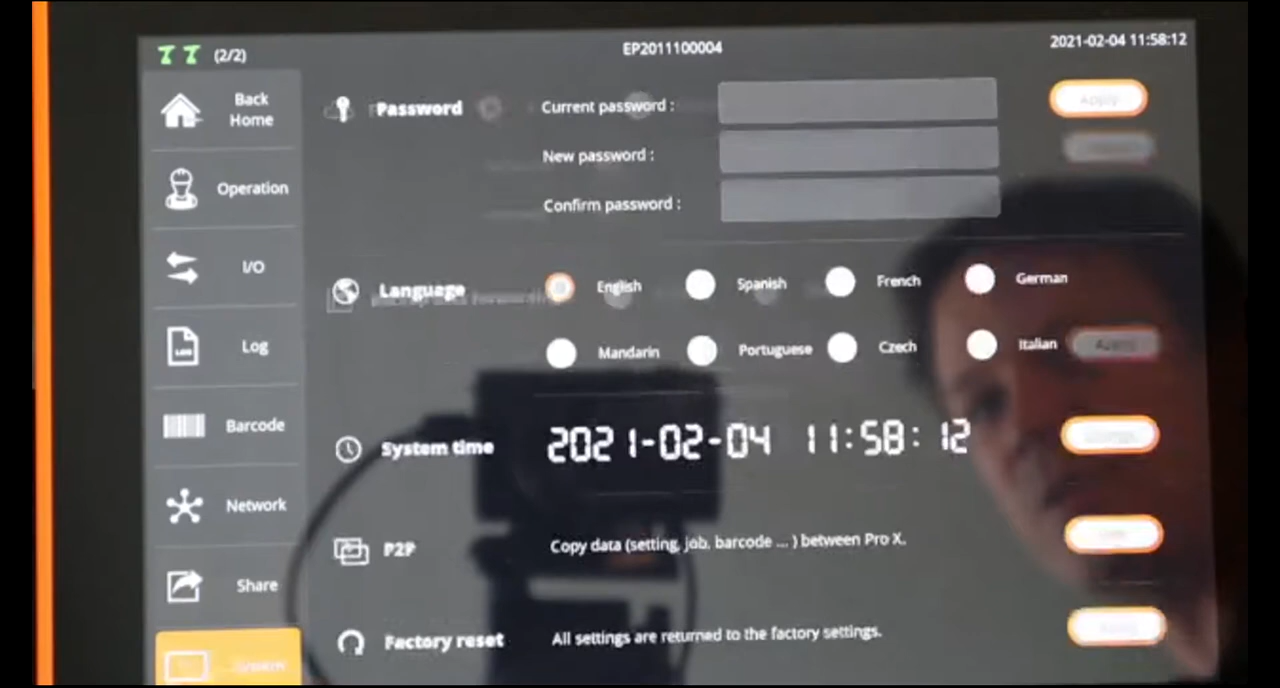 (2/2)
EP2011100004
2021-02-04 11:58:12
Back
Home
Operation
I/O
Log
Barcode
Network
Share
System
Password
Current password :
New password :
Confirm password :
Apply
Language
English
Spanish
French
German
Mandarin
Portuguese
Czech
Italian
Apply
System time
2021-02-04 11:58:12
P2P
Copy data (setting, job, barcode ... ) between Pro X.
Factory reset
All settings are returned to the factory settings.